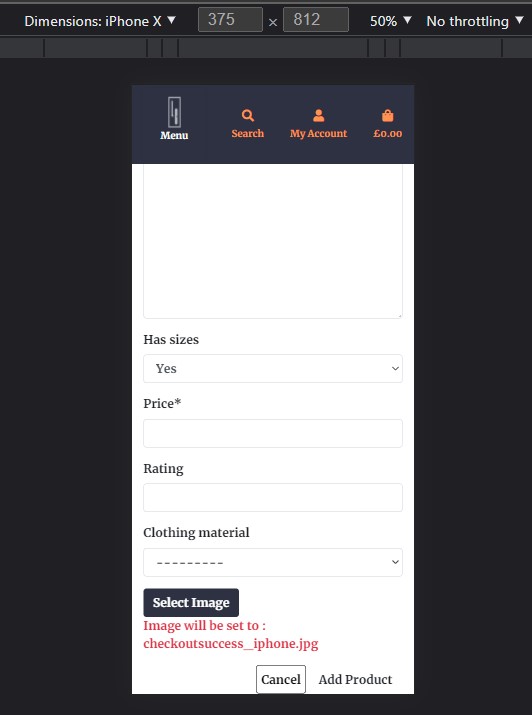 Dimensions: iPhone X ▼ 375 × 812 50% ▼ No throttling ▼
Menu Search My Account £0.00
Has sizes
Yes
Price*
Rating
Clothing material
---------
Select Image
Image will be set to :
checkoutsuccess_iphone.jpg
Cancel Add Product